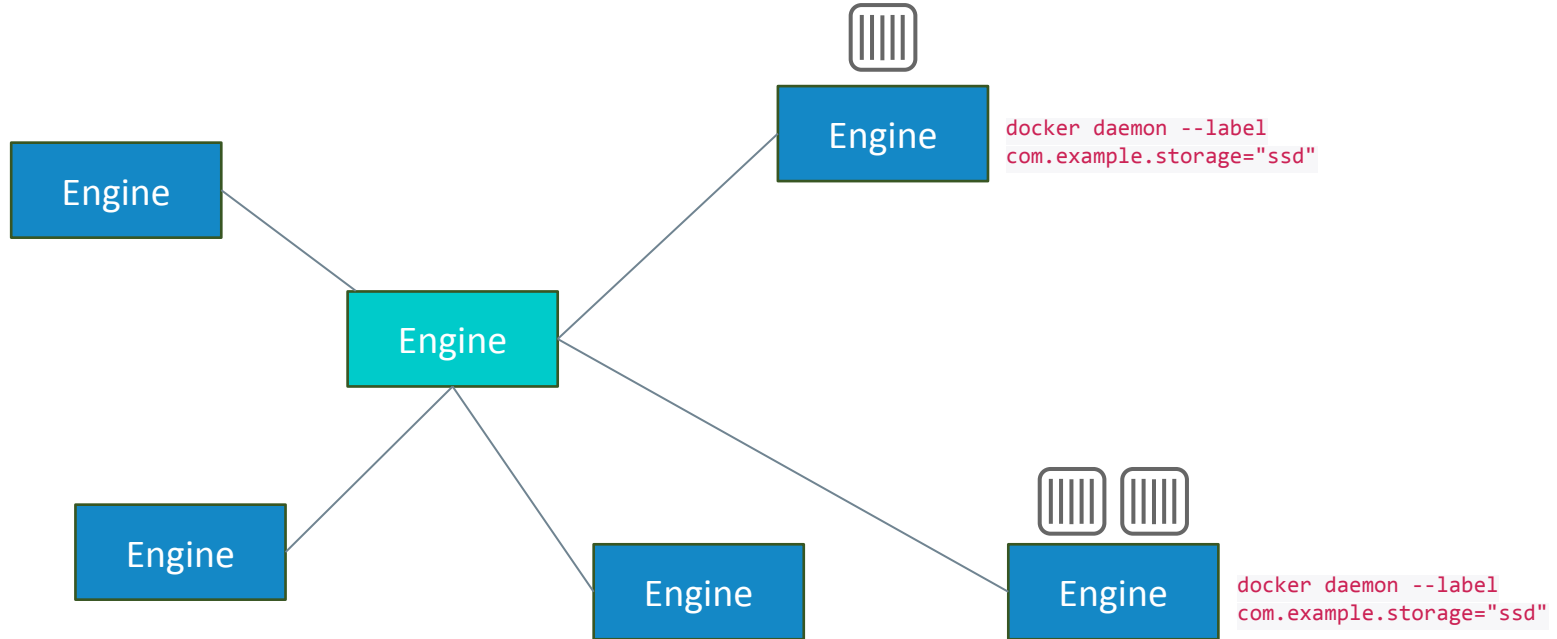 Engine
docker daemon --label
com.example.storage="ssd"
Engine
Engine
Engine
Engine
Engine
docker daemon --label
com.example.storage="ssd"